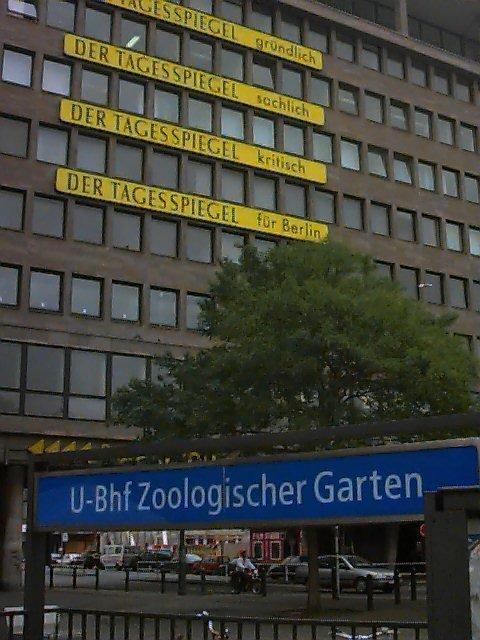 DER TAGESSPIEGEL gründlich
DER TAGESSPIEGEL sachlich
DER TAGESSPIEGEL kritisch
DER TAGESSPIEGEL für Berlin
U-Bhf Zoologischer Garten